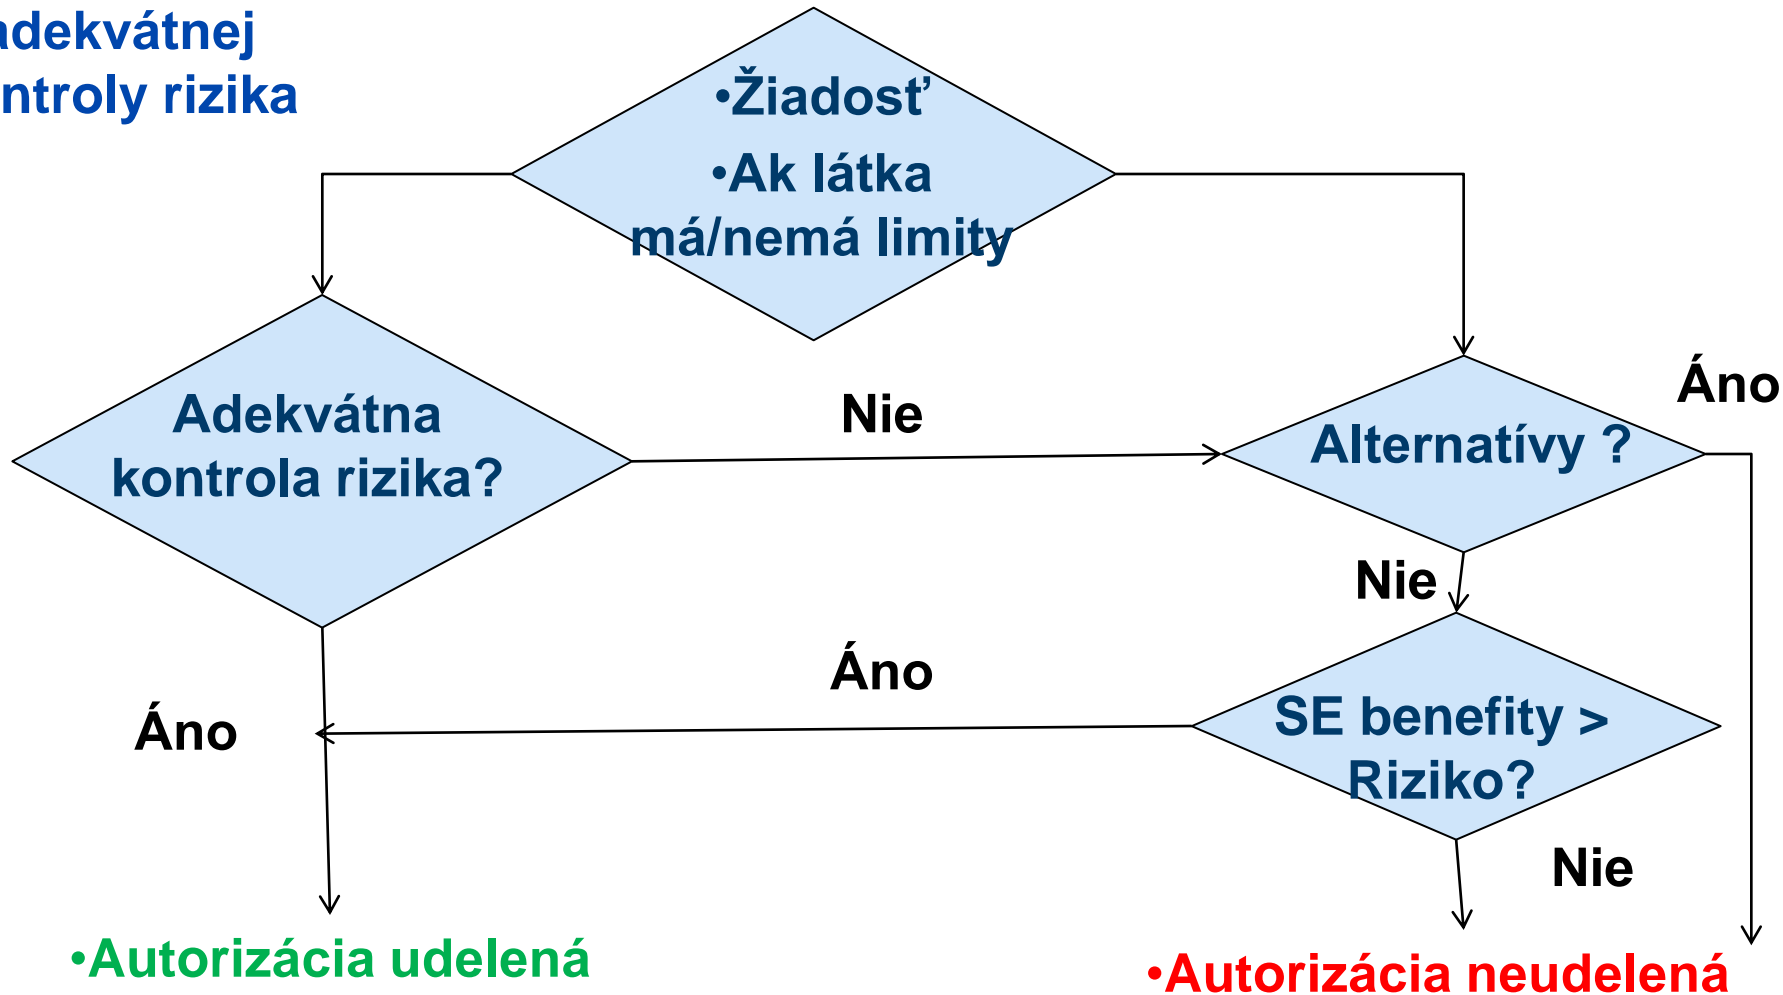 adekvátnej
ntroly rizika
•Žiadosť
•Ak látka
má/nemá limity
Áno
Adekvátna
kontrola rizika?
Nie
Alternatívy ?
Nie
Áno
Áno
SE benefity >
Riziko?
Nie
•Autorizácia udelená
•Autorizácia neudelená